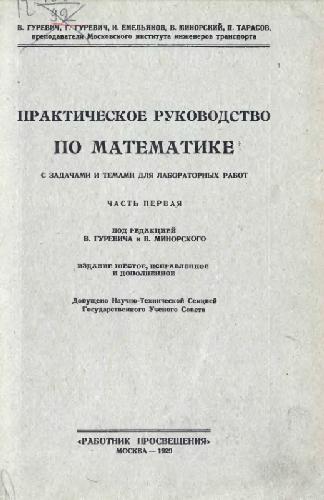 В. ГУРЕВИЧ, Г. ГУРЕВИЧ, И. ЕМЕЛЬЯНОВ, В. МИНОРСКИЙ, П. ТАРАСОВ,
преподаватели Московского института инженеров транспорта
ПРАКТИЧЕСКОЕ РУКОВОДСТВО
ПО МАТЕМАТИКЕ
С ЗАДАЧАМИ И ТЕМАМИ ДЛЯ ЛАБОРАТОРНЫХ РАБОТ
ЧАСТЬ ПЕРВАЯ
ПОД РЕДАКЦИЕЙ
В. ГУРЕВИЧА и В. МИНОРСКОГО
ИЗДАНИЕ ШЕСТОЕ, ИСПРАВЛЕННОЕ
И ДОПОЛНЕННОЕ
Допущено Научно-Технической Секцией
Государственного Ученого Совета
«РАБОТНИК ПРОСВЕЩЕНИЯ»
МОСКВА—1929